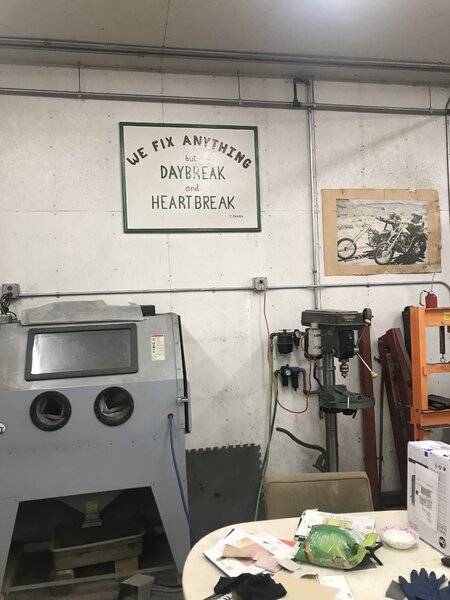 WE FIX ANYTHING
but
DAYBREAK
and
HEARTBREAK